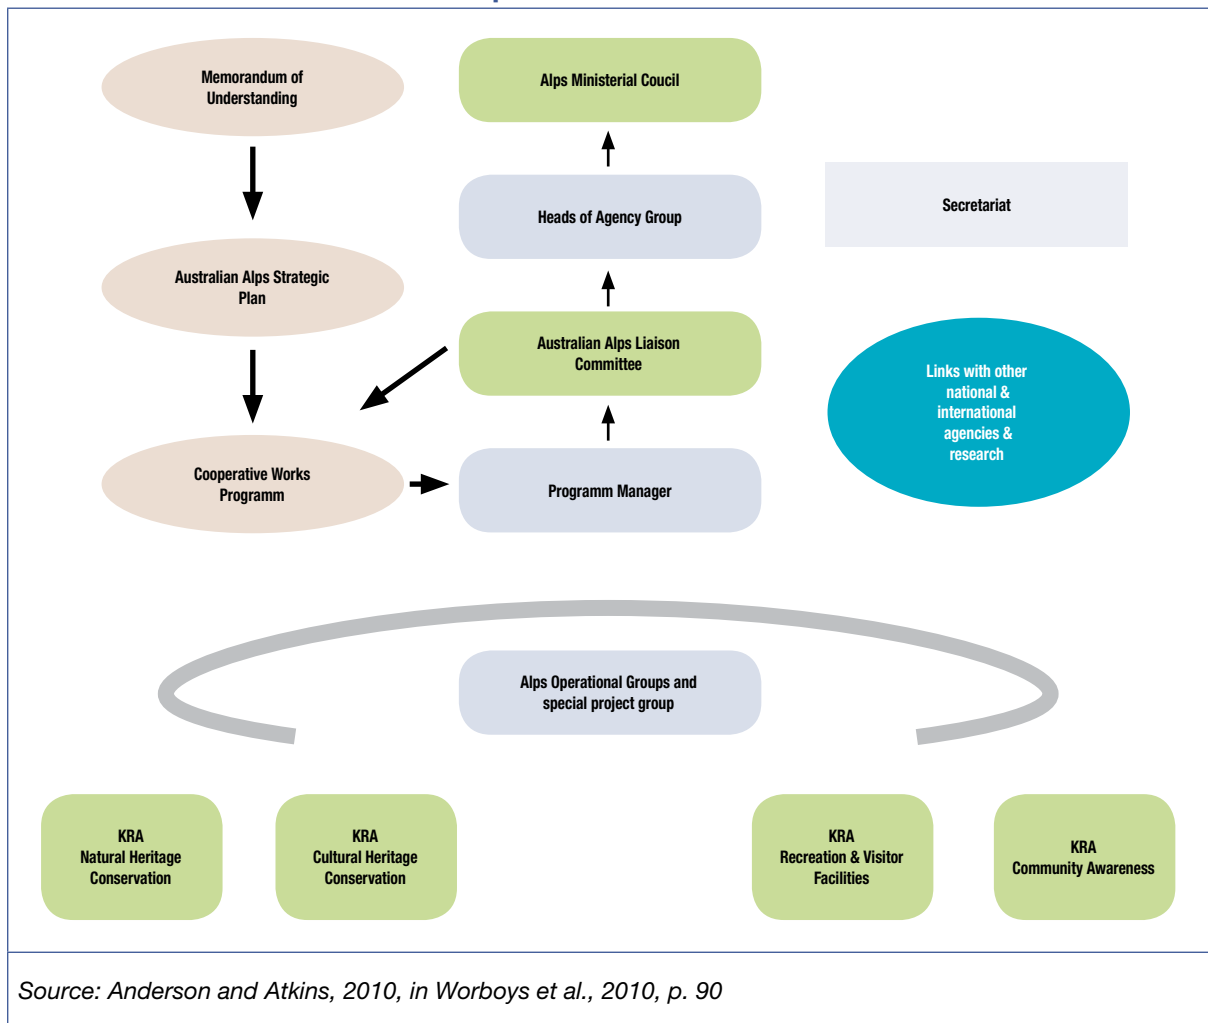 Memorandum of
Understanding
Alps Ministerial Coucil
Heads of Agency Group
Secretariat
Australian Alps Strategic
Plan
Australian Alps Liaison
Committee
Links with other
national &
international
agencies &
research
Cooperative Works
Programm
Programm Manager
Alps Operational Groups and
special project group
KRA
Natural Heritage
Conservation
KRA
Cultural Heritage
Conservation
KRA
Recreation & Visitor
Facilities
KRA
Community Awareness
Source: Anderson and Atkins, 2010, in Worboys et al., 2010, p. 90